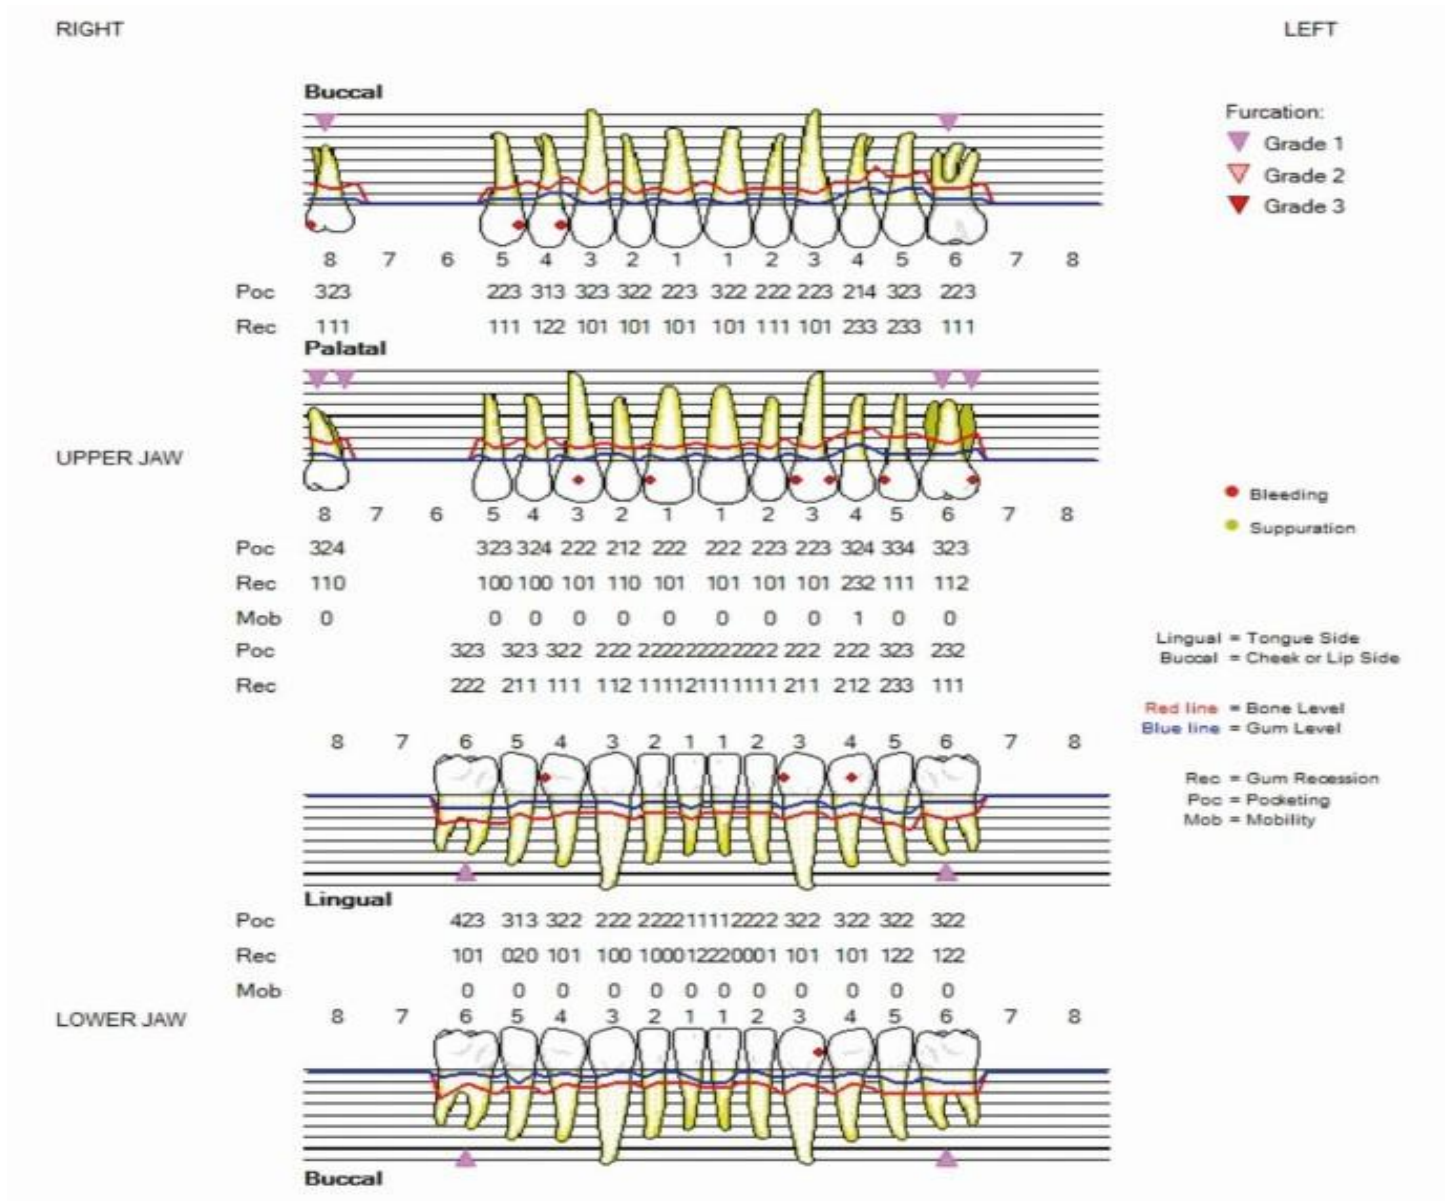 RIGHT
LEFT
Buccal
Furcation:
Grade 1
Grade 2
Grade 3
8 7 6 5 4 3 2 1 1 2 3 4 5 6 7 8
Poc 323 223 313 323 322 223 322 222 223 214 323 223
Rec 111 111 122 101 101 101 101 111 101 233 233 111
Palatal
UPPER JAW
Bleeding
Suppuration
8 7 6 5 4 3 2 1 1 2 3 4 5 6 7 8
Poc 324 323 324 222 212 222 222 223 223 324 334 323
Rec 110 100 100 101 110 101 101 101 101 232 111 112
Mob 0 0 0 0 0 0 0 0 0 1 0 0
Poc 323 323 322 222 222222222222 222 222 323 232
Rec 222 211 111 112 111121111111 211 212 233 111
Lingual = Tongue Side
Buccal = Cheek or Lip Side
Red line = Bone Level
Blue line = Gum Level
Rec = Gum Recession
Poc = Pocketing
Mob = Mobility
8 7 6 5 4 3 2 1 1 2 3 4 5 6 7 8
Lingual
Poc 423 313 322 222 222211112222 322 322 322 322
Rec 101 020 101 100 100012220001 101 101 122 122
Mob 0 0 0 0 0 0 0 0 0 0 0 0
LOWER JAW
8 7 6 5 4 3 2 1 1 2 3 4 5 6 7 8
Buccal